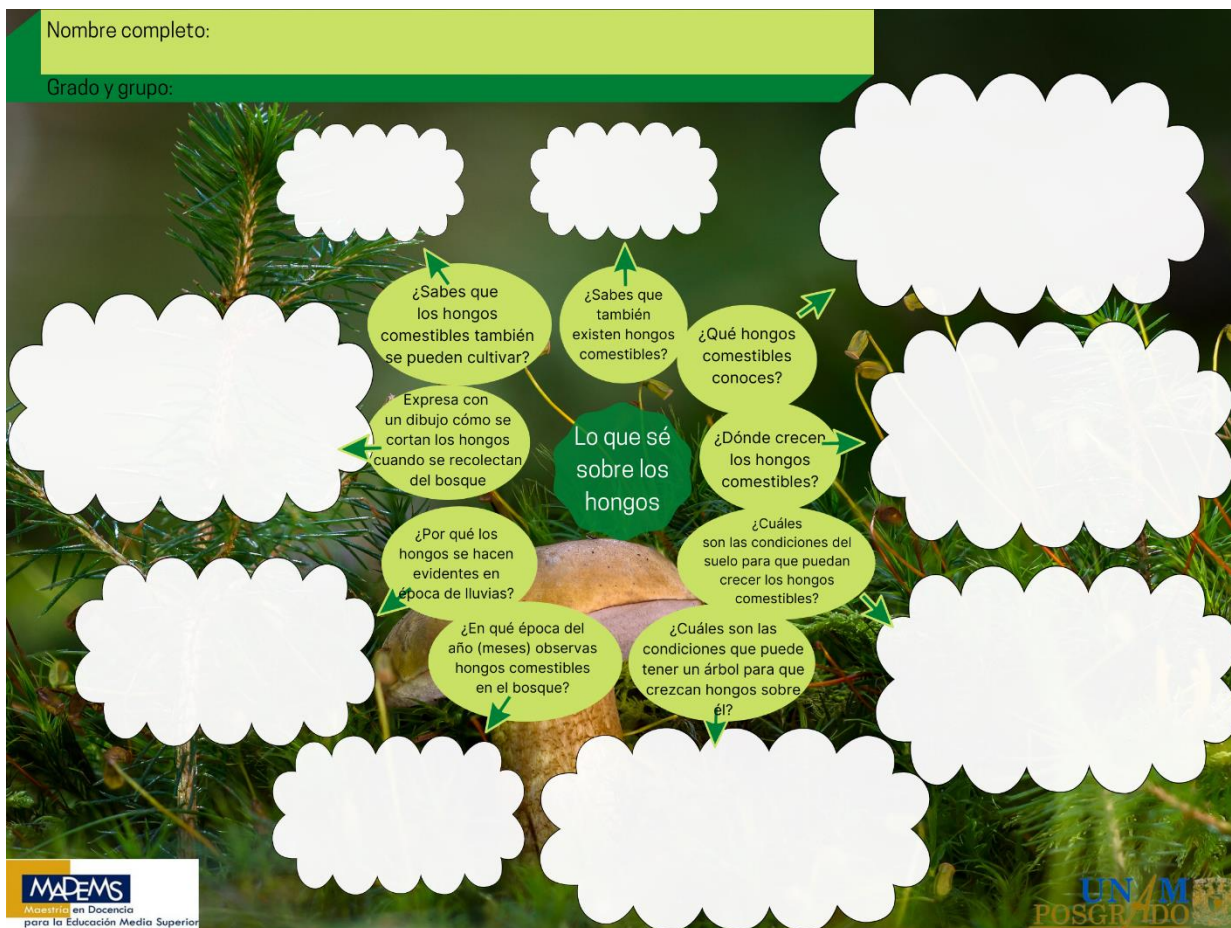 Nombre completo:
Grado y grupo:
¿Sabes que
los hongos
comestibles también
se pueden cultivar?
¿Sabes que
también
existen hongos
comestibles?
¿Qué hongos
comestibles
conoces?
Expresa con
un dibujo cómo se
cortan los hongos
cuando se recolectan
del bosque
Lo que sé
sobre los
hongos
¿Dónde crecen
los hongos
comestibles?
¿Por qué los
hongos se hacen
evidentes en
época de lluvias?
¿Cuáles
son las condiciones del
suelo para que puedan
crecer los hongos
comestibles?
¿En qué época del
año (meses) observas
hongos comestibles
en el bosque?
¿Cuáles son las
condiciones que puede
tener un árbol para que
crezcan hongos sobre
él?
MADEMS
Maestría en Docencia
para la Educación Media Superior
UNAM
POSGRADO